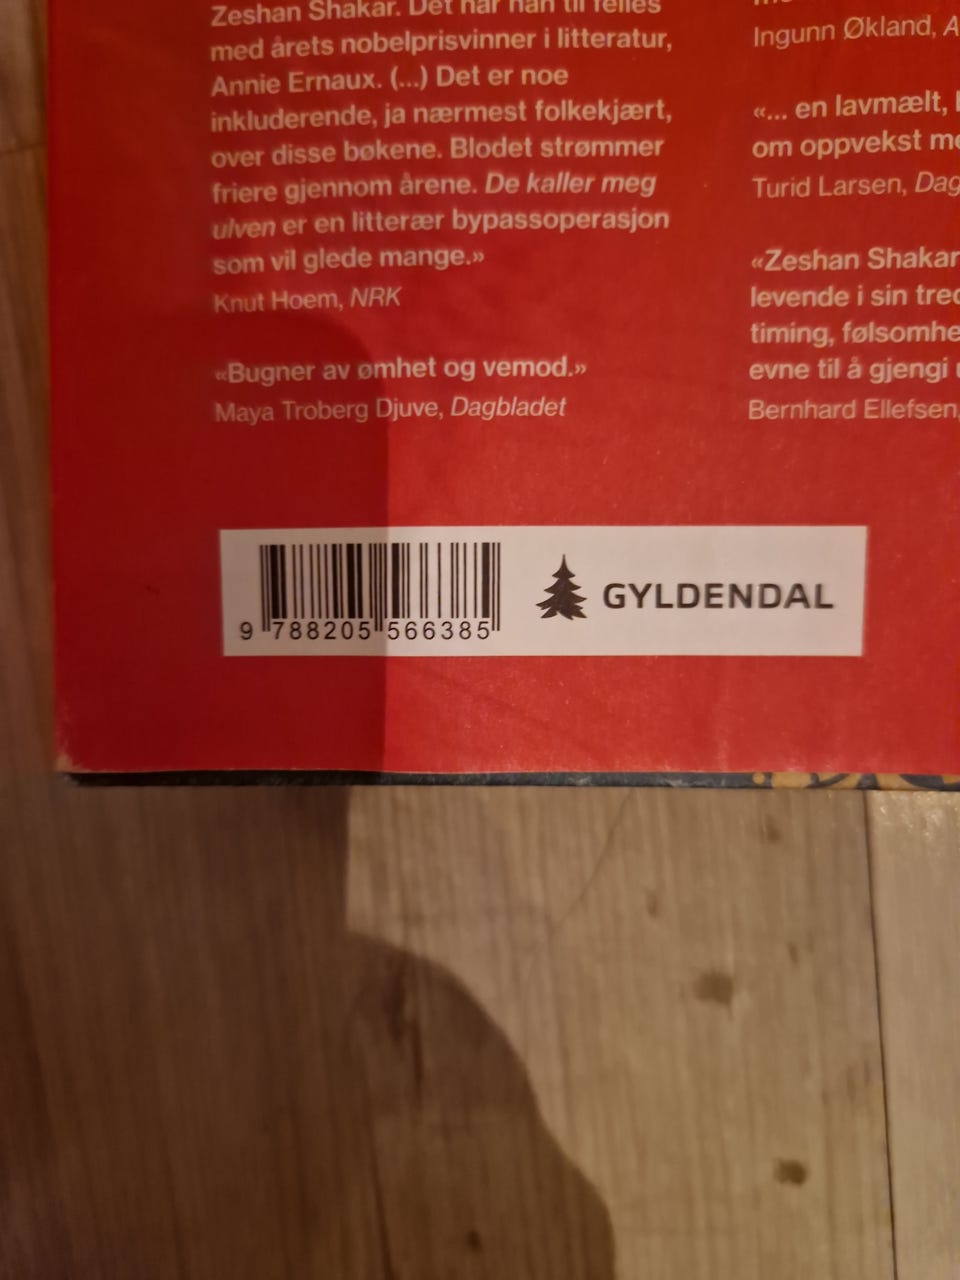 Zeshan Shakar. Det har han til felles
med årets nobelprisvinner i litteratur,
Annie Ernaux. (...) Det er noe
inkluderende, ja nærmest folkekjært,
over disse bøkene. Blodet strømmer
friere gjennom årene. De kaller meg
ulven er en litterær bypassoperasjon
som vil glede mange.»
Knut Hoem, NRK
«Bugner av ømhet og vemod.»
Maya Troberg Djuve, Dagbladet
Ingunn Økland, A
«... en lavmælt,
om oppvekst me
Turid Larsen, Dag
«Zeshan Shakar
levende i sin tred
timing, følsomhe
evne til å gjengi
Bernhard Ellefsen,
9 788205 566385
GYLDENDAL